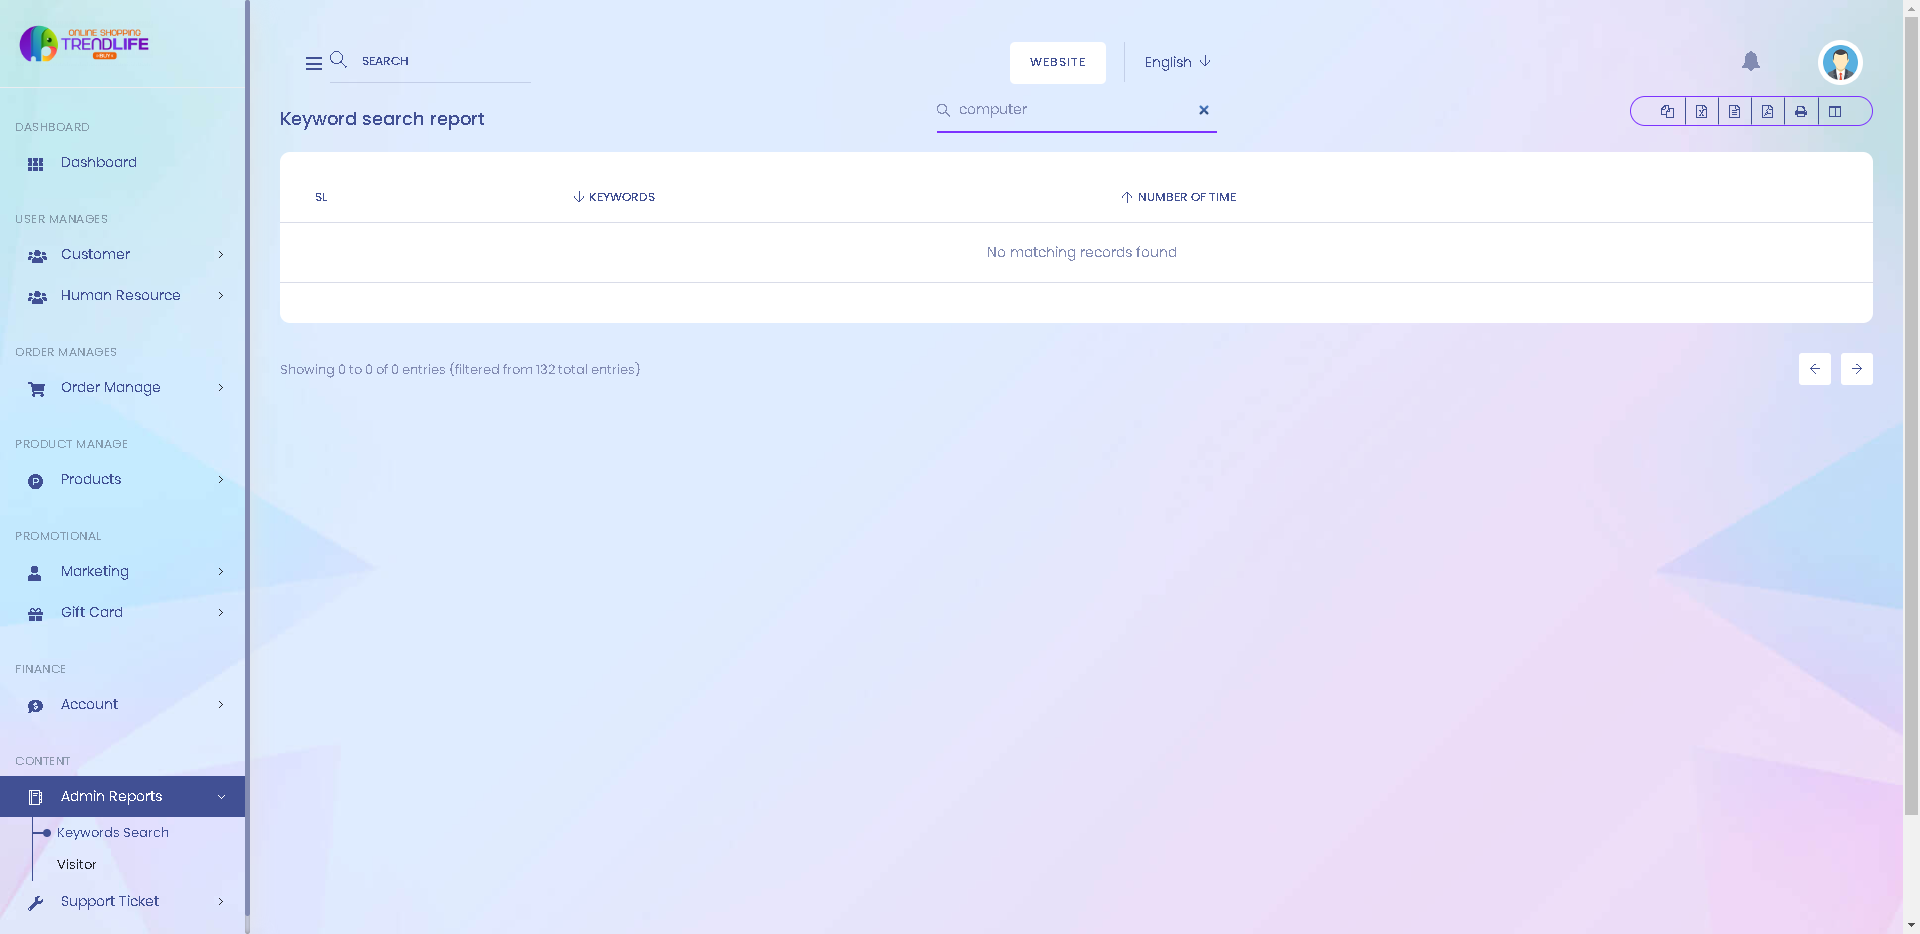 ONLINE SHOPPING
TRENDLIFE
DASHBOARD
Dashboard
USER MANAGES
Customer
Human Resource
ORDER MANAGES
Order Manage
PRODUCT MANAGE
Products
PROMOTIONAL
Marketing
Gift Card
FINANCE
Account
CONTENT
Admin Reports
Keywords Search
Visitor
Support Ticket
SEARCH
WEBSITE
English
Keyword search report
computer
SL
KEYWORDS
NUMBER OF TIME
No matching records found
Showing 0 to 0 of 0 entries (filtered from 132 total entries)